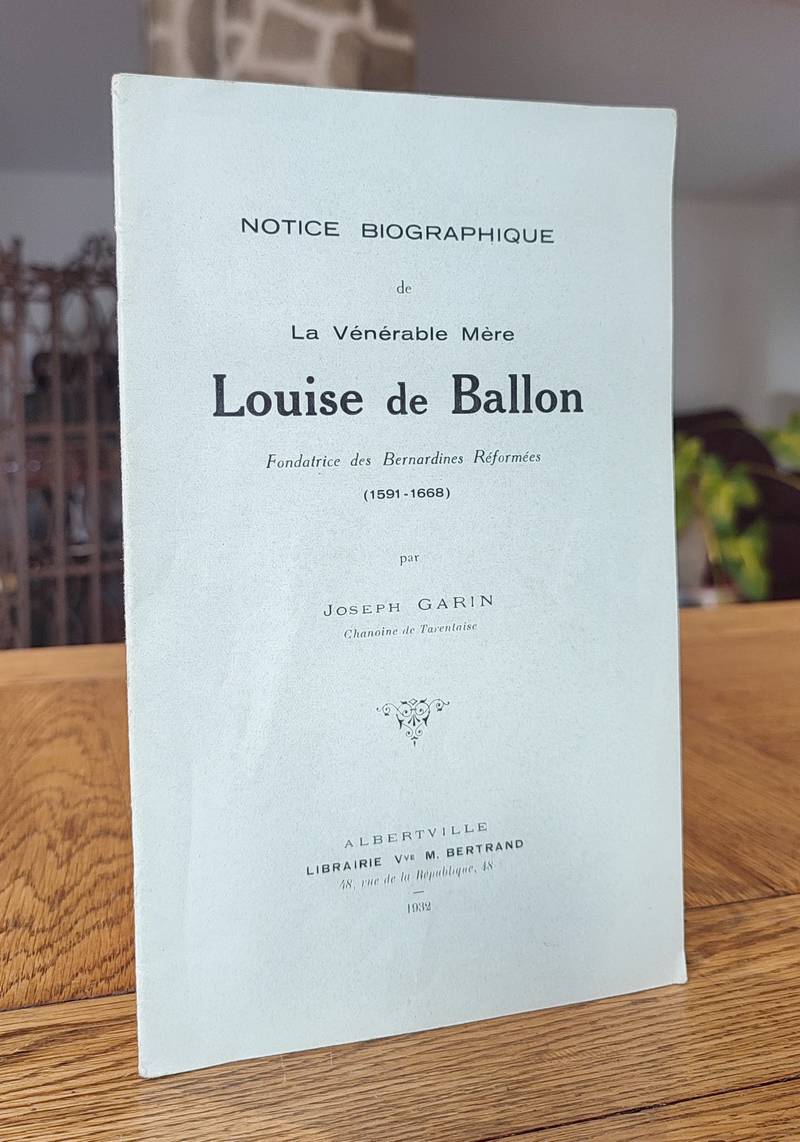 NOTICE BIOGRAPHIQUE
de
La Vénérable Mère
Louise de Ballon
Fondatrice des Bernardines Réformées
(1591-1668)
par
JOSEPH GARIN
Chanoine de Tarentaise
ALBERTVILLE
LIBRAIRIE Vve M. BERTRAND
48, rue de la République, 48
1932